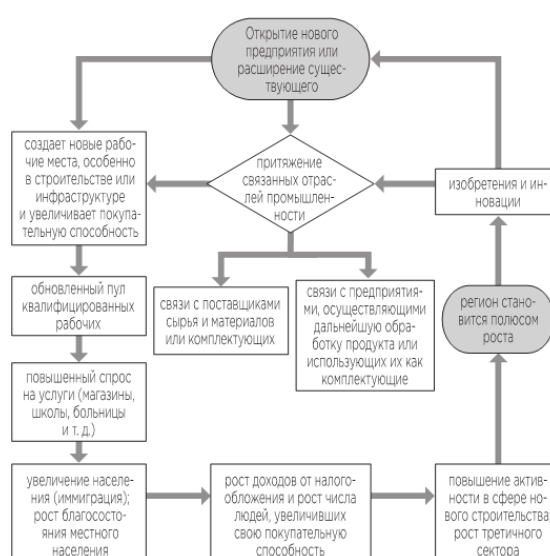 Открытие нового
предприятия или
расширение сущес-
твующего
создает новые рабо-
чие места, особенно
в строительстве или
инфраструктуре
и увеличивает покупа-
тельную способность
притяжение
связанных отрас-
лей промышлен-
ности
изобретения и ин-
новации
обновленный пул
квалифицированных
рабочих
связи с поставщиками
сырья и материалов
или комплектующих
связи с предприятия-
ми, осуществляющими
дальнейшую обра-
ботку продукта или
использующих их как
комплектующие
регион стано-
вится полюсом
роста
повышенный спрос
на услуги (магазины,
школы, больницы
и т. д.)
увеличение населе-
ния (иммиграция);
рост благосостоя-
яния местного
населения
рост доходов от налого-
обложения и рост числа
людей, увеличивших
свою покупательную
способность
повышение актив-
ности в сфере но-
вого строительства;
рост третичного
сектора